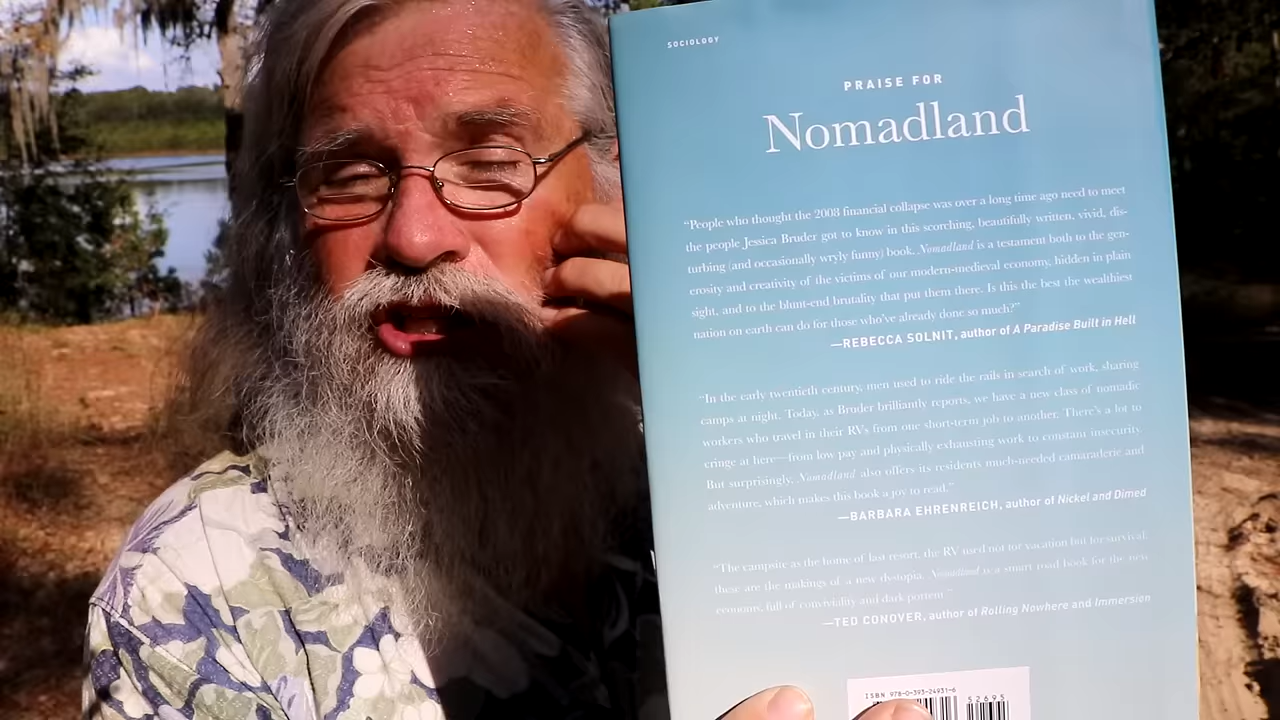 SOCIOLOGY
PRAISE FOR
Nomadland
“People who thought the 2008 financial collapse was over a long time ago need to meet
the people Jessica Bruder got to know in this scorching, beautifully written, vivid, dis-
turbing (and occasionally wryly funny) book. Nomadland is a testament both to the gen-
erosity and creativity of the victims of our modern-medieval economy, hidden in plain
sight, and to the blunt-end brutality that put them there. Is this the best the wealthiest
nation on earth can do for those who’ve already done so much?”
—REBECCA SOLNIT, author of A Paradise Built in Hell
“In the early twentieth century, men used to ride the rails in search of work, sharing
camps at night. Today, as Bruder brilliantly reports, we have a new class of nomadic
workers who travel in their RVs from one short-term job to another. There’s a lot to
cringe at here—from low pay and physically exhausting work to constant insecurity.
But surprisingly, Nomadland also offers its residents much-needed camaraderie and
adventure, which makes this book a joy to read.”
—BARBARA EHRENREICH, author of Nickel and Dimed
“The campsite as the home of last resort, the RV used not for vacation but for survival:
these are the makings of a new dystopia. Nomadland is a smart road book for the new
economy, full of conviviality and dark portent.”
—TED CONOVER, author of Rolling Nowhere and Immersion
ISBN 978-0-393-24931-6
52695